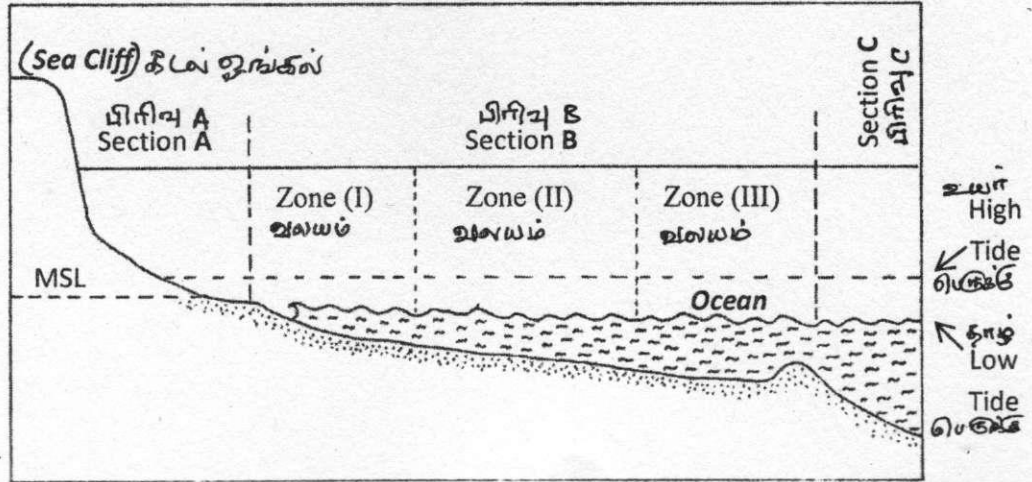 (Sea Cliff) கடல் ஓங்கல்
பிரிவு A
Section A
பிரிவு B
Section B
Section C
பிரிவு C
Zone (I)
வலயம்
Zone (II)
வலயம்
Zone (III)
வலயம்
உயர்
High
Tide
பெருக்கு
MSL
Ocean
தாழ்
Low
Tide
பெருக்கு